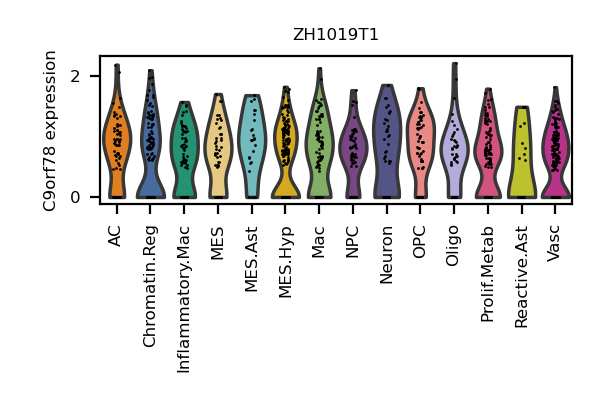 ZH1019T1
C9orf78 expression
2
0
AC
Chromatin.Reg
Inflammatory.Mac
MES
MES.Ast
MES.Hyp
Mac
NPC
Neuron
OPC
Oligo
Prolif.Metab
Reactive.Ast
Vasc